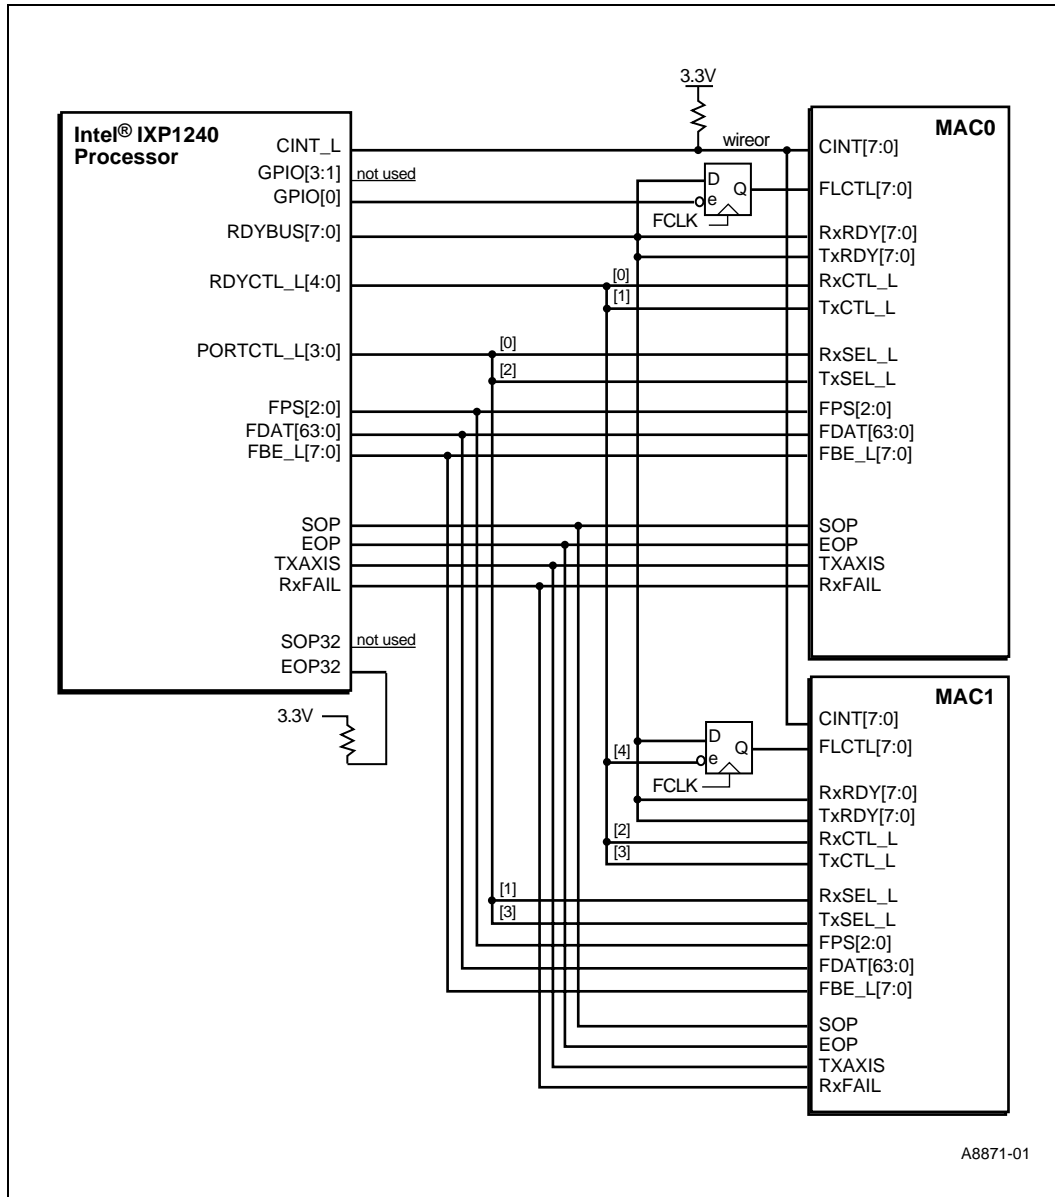 3.3V
Intel® IXP1240
Processor
CINT_L
GPIO[3:1]
not used
GPIO[0]
RDYBUS[7:0]
RDYCTL_L[4:0]
PORTCTL_L[3:0]
FPS[2:0]
FDAT[63:0]
FBE_L[7:0]
SOP
EOP
TXAXIS
RxFAIL
SOP32
not used
EOP32
3.3V
wireor
D
Q
e
FCLK
[0]
[1]
[0]
[2]
MAC0
CINT[7:0]
FLCTL[7:0]
RxRDY[7:0]
TxRDY[7:0]
RxCTL_L
TxCTL_L
RxSEL_L
TxSEL_L
FPS[2:0]
FDAT[63:0]
FBE_L[7:0]
SOP
EOP
TXAXIS
RxFAIL
D
Q
e
[4]
FCLK
[2]
[3]
[1]
[3]
MAC1
CINT[7:0]
FLCTL[7:0]
RxRDY[7:0]
TxRDY[7:0]
RxCTL_L
TxCTL_L
RxSEL_L
TxSEL_L
FPS[2:0]
FDAT[63:0]
FBE_L[7:0]
SOP
EOP
TXAXIS
RxFAIL
A8871-01